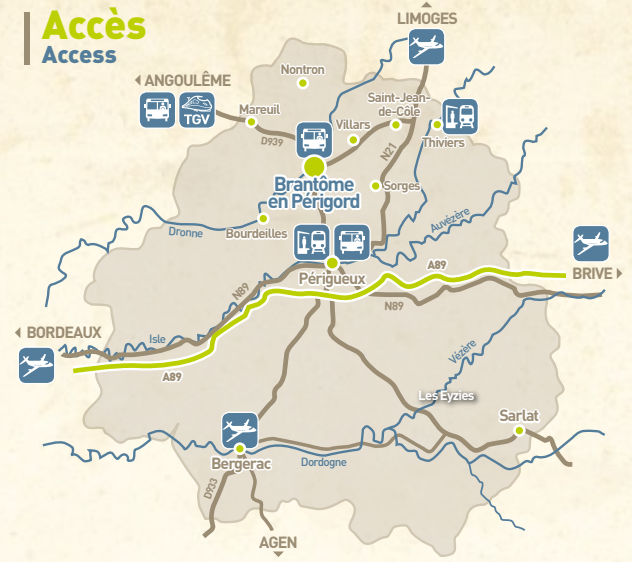 Accès
Access
LIMOGES
ANGOULÊME
TGV
Nontron
Mareuil
Saint-Jean-
de-Côle
Villars
Thiviers
D939
N21
Brantôme
en Périgord
Sorges
Bourdeilles
Dronne
Auvézère
Périgueux
A89
BRIVE
N89
N89
BORDEAUX
Isle
A89
Vézère
Les Eyzies
Sarlat
Bergerac
Dordogne
D933
AGEN